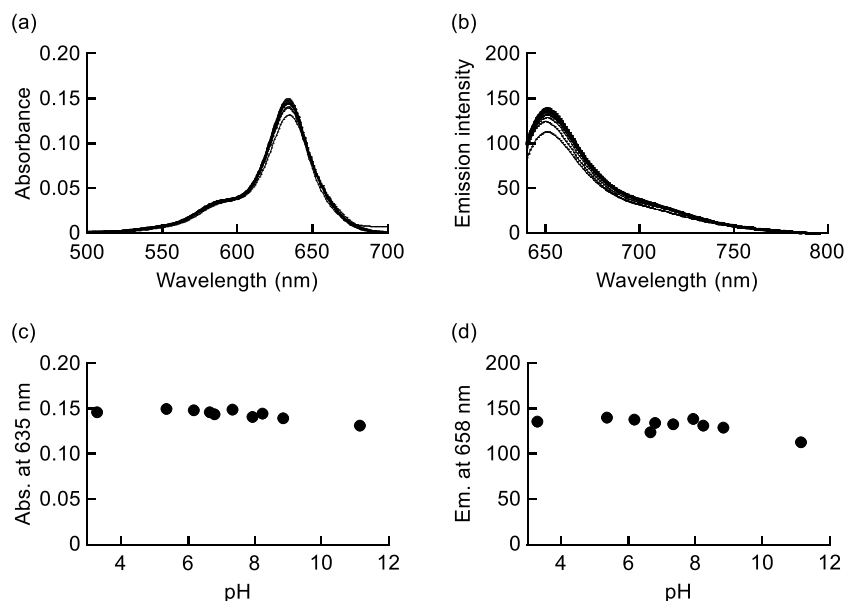 (a)
Absorbance
0.20
0.15
0.10
0.05
0
500 550 600 650 700
Wavelength (nm)
(b)
Emission intensity
200
150
100
50
0
650 700 750 800
Wavelength (nm)
(c)
Abs. at 635 nm
0.20
0.15
0.10
0.05
0
4 6 8 10 12
pH
(d)
Em. at 658 nm
200
150
100
50
0
4 6 8 10 12
pH